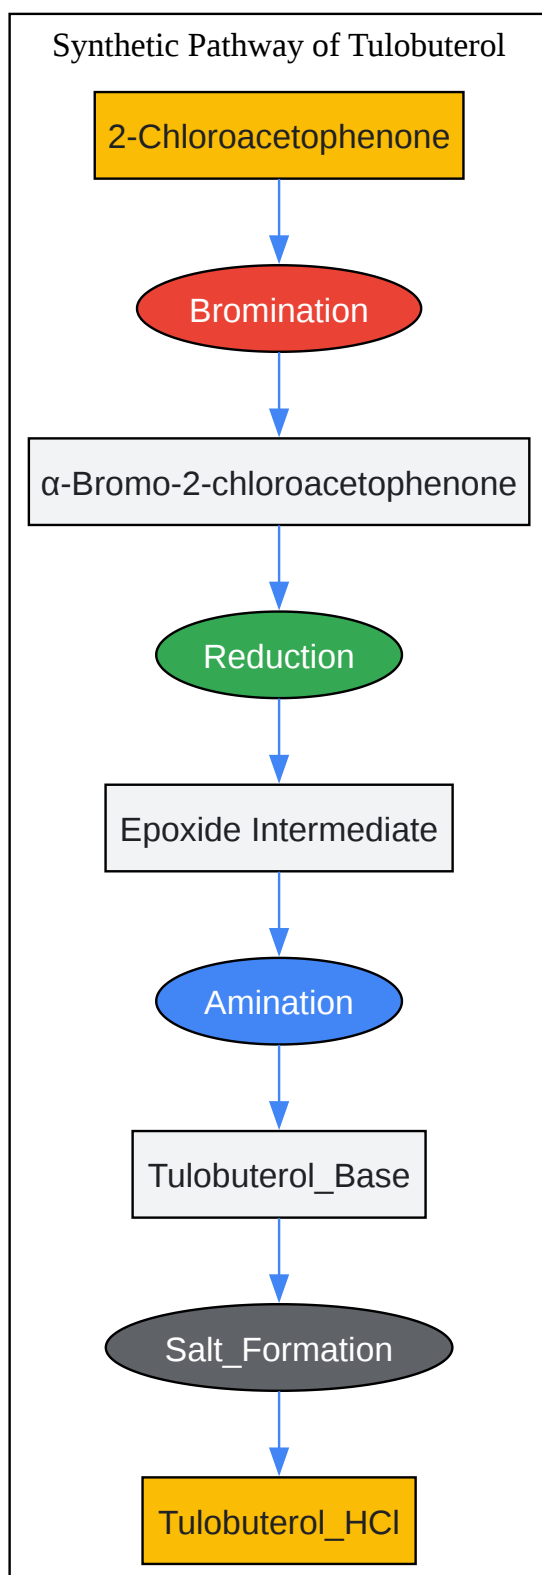 Synthetic Pathway of Tulobuterol
2-Chloroacetophenone
Bromination
α-Bromo-2-chloroacetophenone
Reduction
Epoxide Intermediate
Amination
Tulobuterol_Base
Salt_Formation
Tulobuterol_HCl